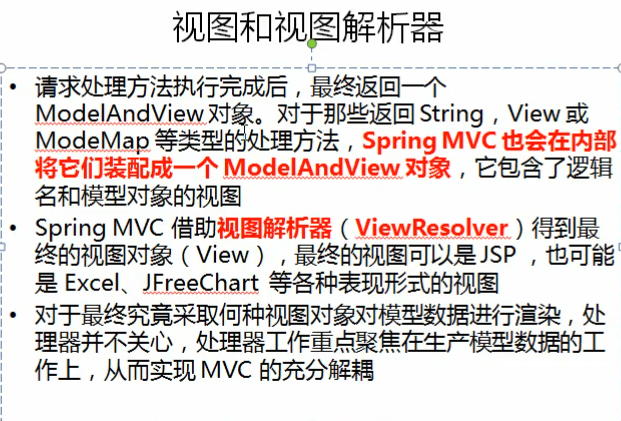 视图和视图解析器
• 请求处理方法执行完成后，最终返回一个
ModelAndView 对象。对于那些返回 String，View 或
ModeMap 等类型的处理方法，Spring MVC 也会在内部
将它们装配成一个 ModelAndView 对象，它包含了逻辑
名和模型对象的视图
• Spring MVC 借助视图解析器（ViewResolver）得到最
终的视图对象（View），最终的视图可以是 JSP ，也可能
是 Excel、JFreeChart 等各种表现形式的视图
• 对于最终究竟采取何种视图对象对模型数据进行渲染，处
理器并不关心，处理器工作重点聚焦在生产模型数据的工
作上，从而实现 MVC 的充分解耦